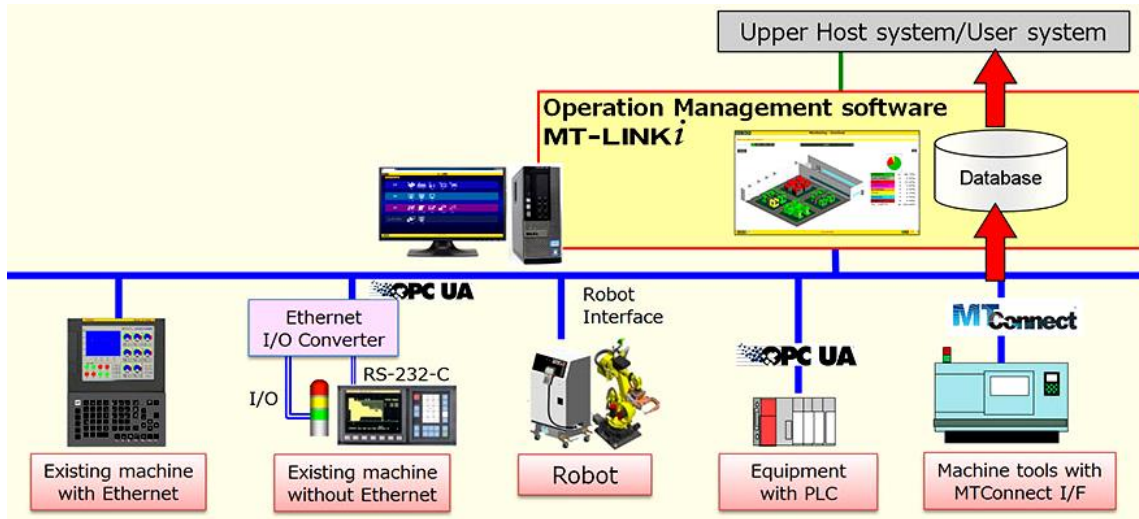 Upper Host system/User system
Operation Management software
MT-LINKi
Database
OPC UA
Robot
Interface
MTConnect
Ethernet
I/O Converter
OPC UA
RS-232-C
I/O
Existing machine
with Ethernet
Existing machine
without Ethernet
Robot
Equipment
with PLC
Machine tools with
MTConnect I/F